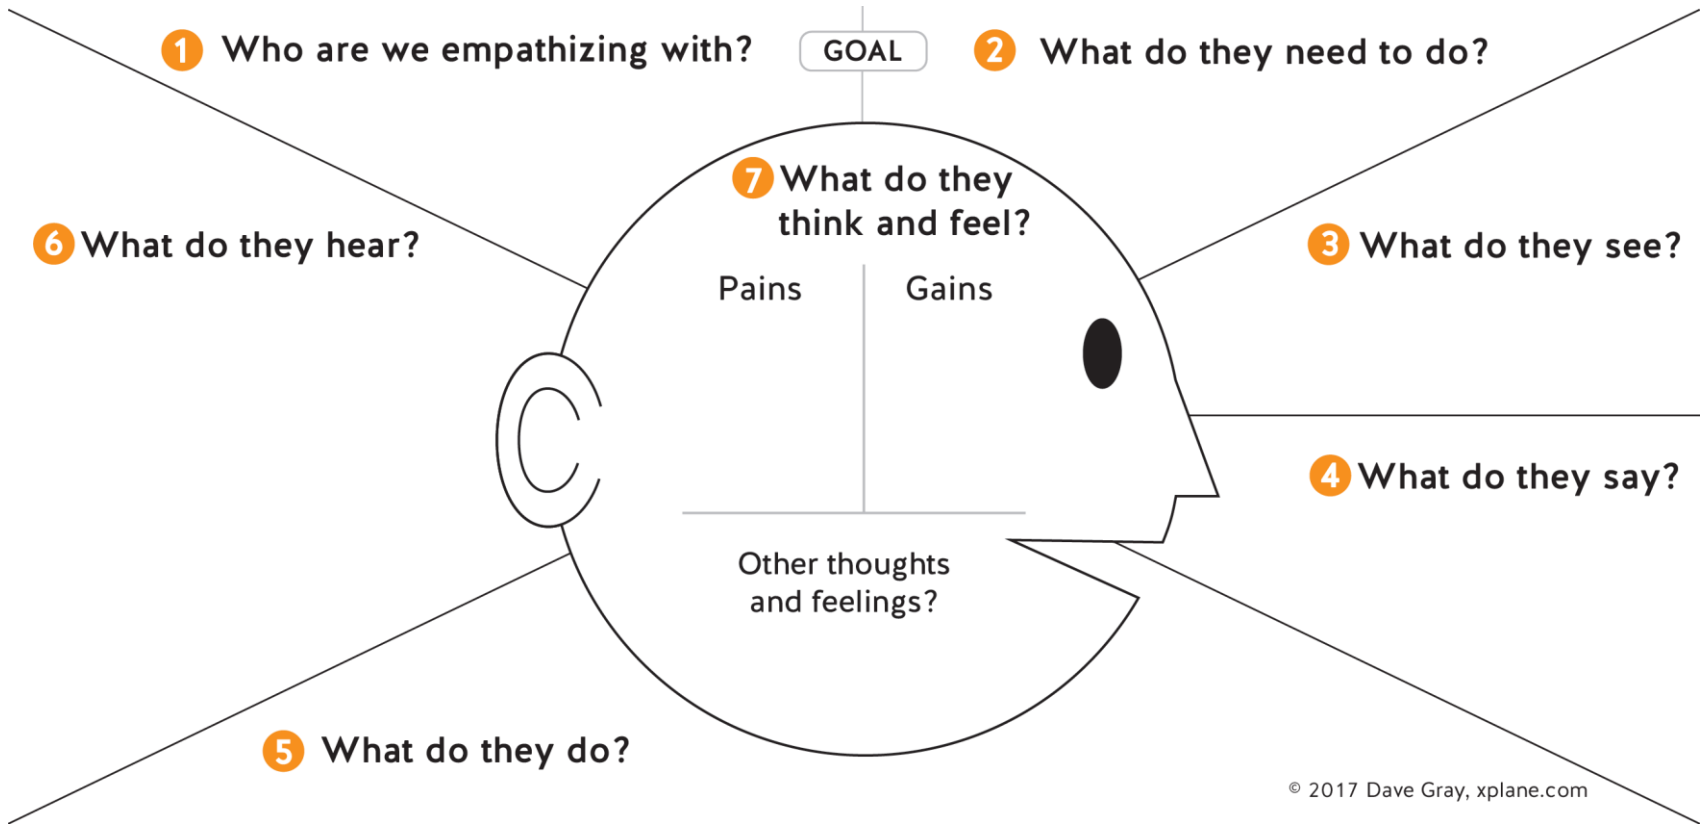 1 Who are we empathizing with?
GOAL
2 What do they need to do?
7 What do they
think and feel?
Pains
Gains
6 What do they hear?
3 What do they see?
4 What do they say?
Other thoughts
and feelings?
5 What do they do?
© 2017 Dave Gray, xplane.com